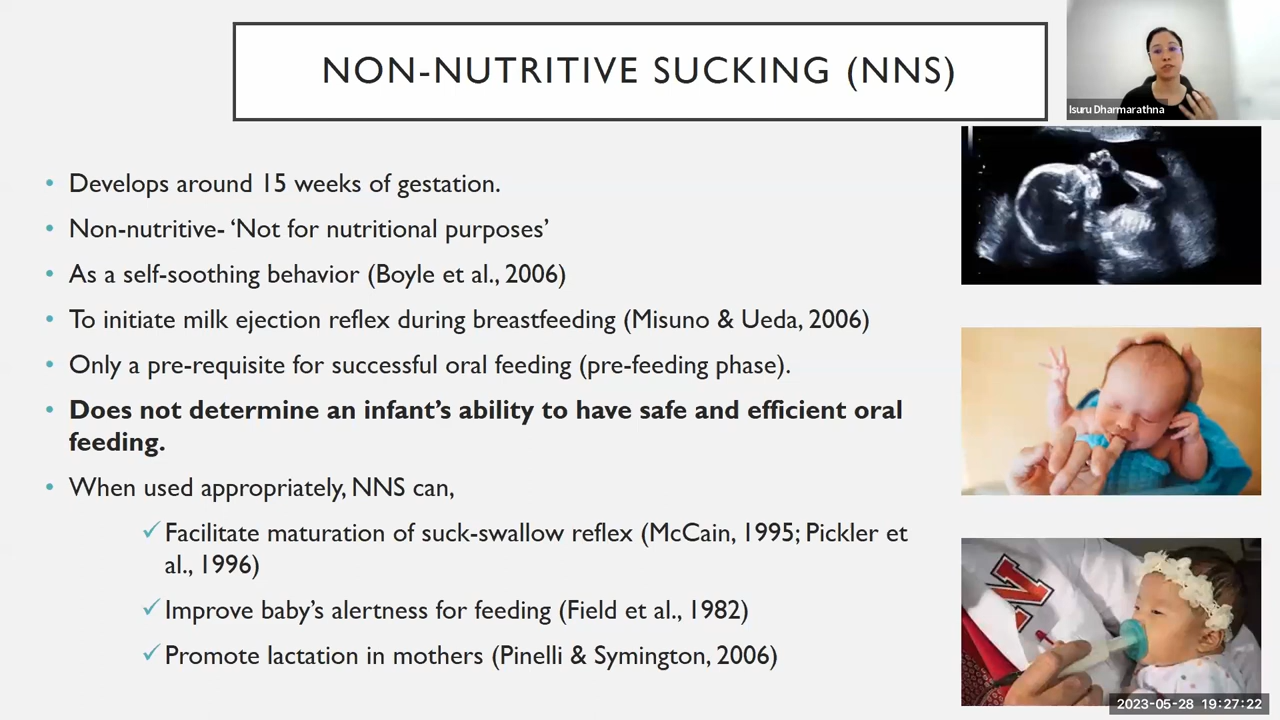 NON-NUTRITIVE SUCKING (NNS)
Isuru Dharmarathna
• Develops around 15 weeks of gestation.
• Non-nutritive- ‘Not for nutritional purposes’
• As a self-soothing behavior (Boyle et al., 2006)
• To initiate milk ejection reflex during breastfeeding (Misuno & Ueda, 2006)
• Only a pre-requisite for successful oral feeding (pre-feeding phase).
• Does not determine an infant’s ability to have safe and efficient oral
feeding.
• When used appropriately, NNS can,
✓ Facilitate maturation of suck-swallow reflex (McCain, 1995; Pickler et
al., 1996)
✓ Improve baby’s alertness for feeding (Field et al., 1982)
✓ Promote lactation in mothers (Pinelli & Symington, 2006)
2023-05-28 19:27:22